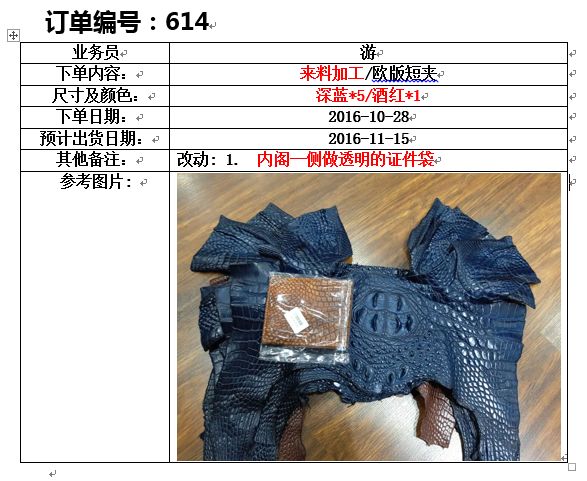 订单编号：614
业务员 游
下单内容： 来料加工/欧版短夹
尺寸及颜色： 深蓝*5/酒红*1
下单日期： 2016-10-28
预计出货日期： 2016-11-15
其他备注： 改动: 1. 内阁一侧做透明的证件袋
参考图片: